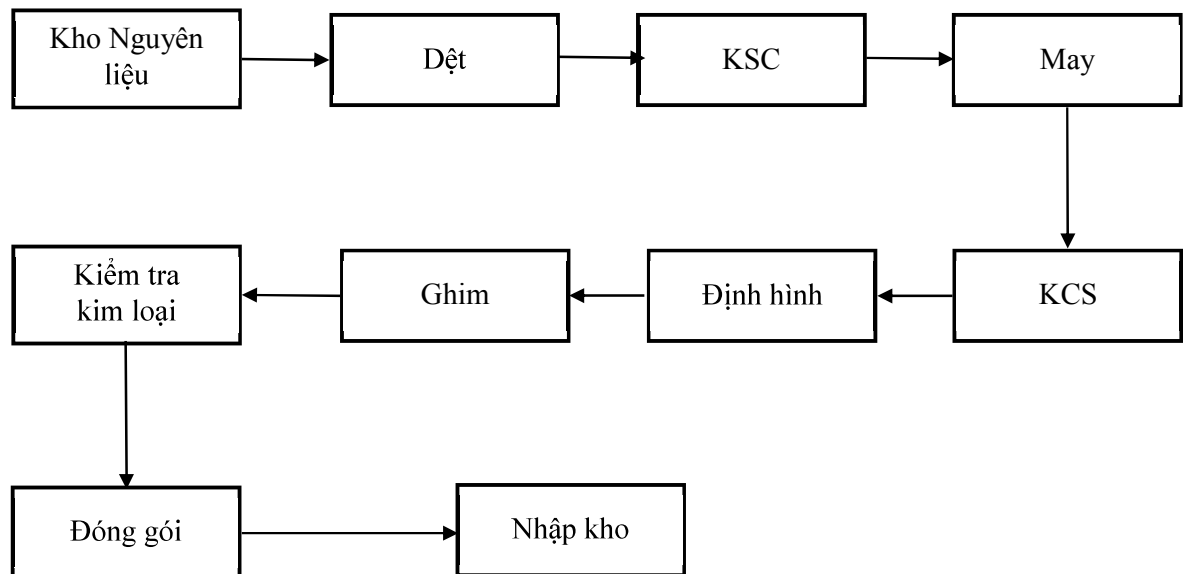 Kho Nguyên
liệu
Dệt
KSC
May
KCS
Định hình
Ghim
Kiểm tra
kim loại
Đóng gói
Nhập kho